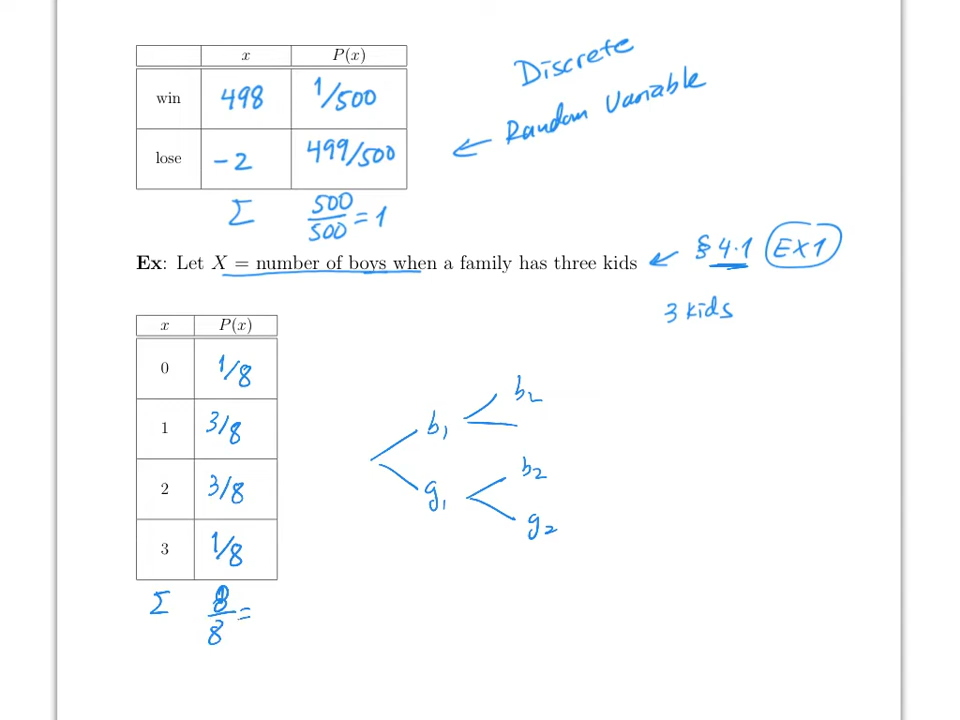 x P(x)
win 498 1/500
lose -2 499/500
Σ 500/500 = 1
Discrete
← Random Variable
Ex: Let X = number of boys when a family has three kids ← § 4.1 EX1
3 kids
x P(x)
0 1/8
1 3/8
2 3/8
3 1/8
Σ 8/8 =
b₂
b₁
b₂
g₁
g₂